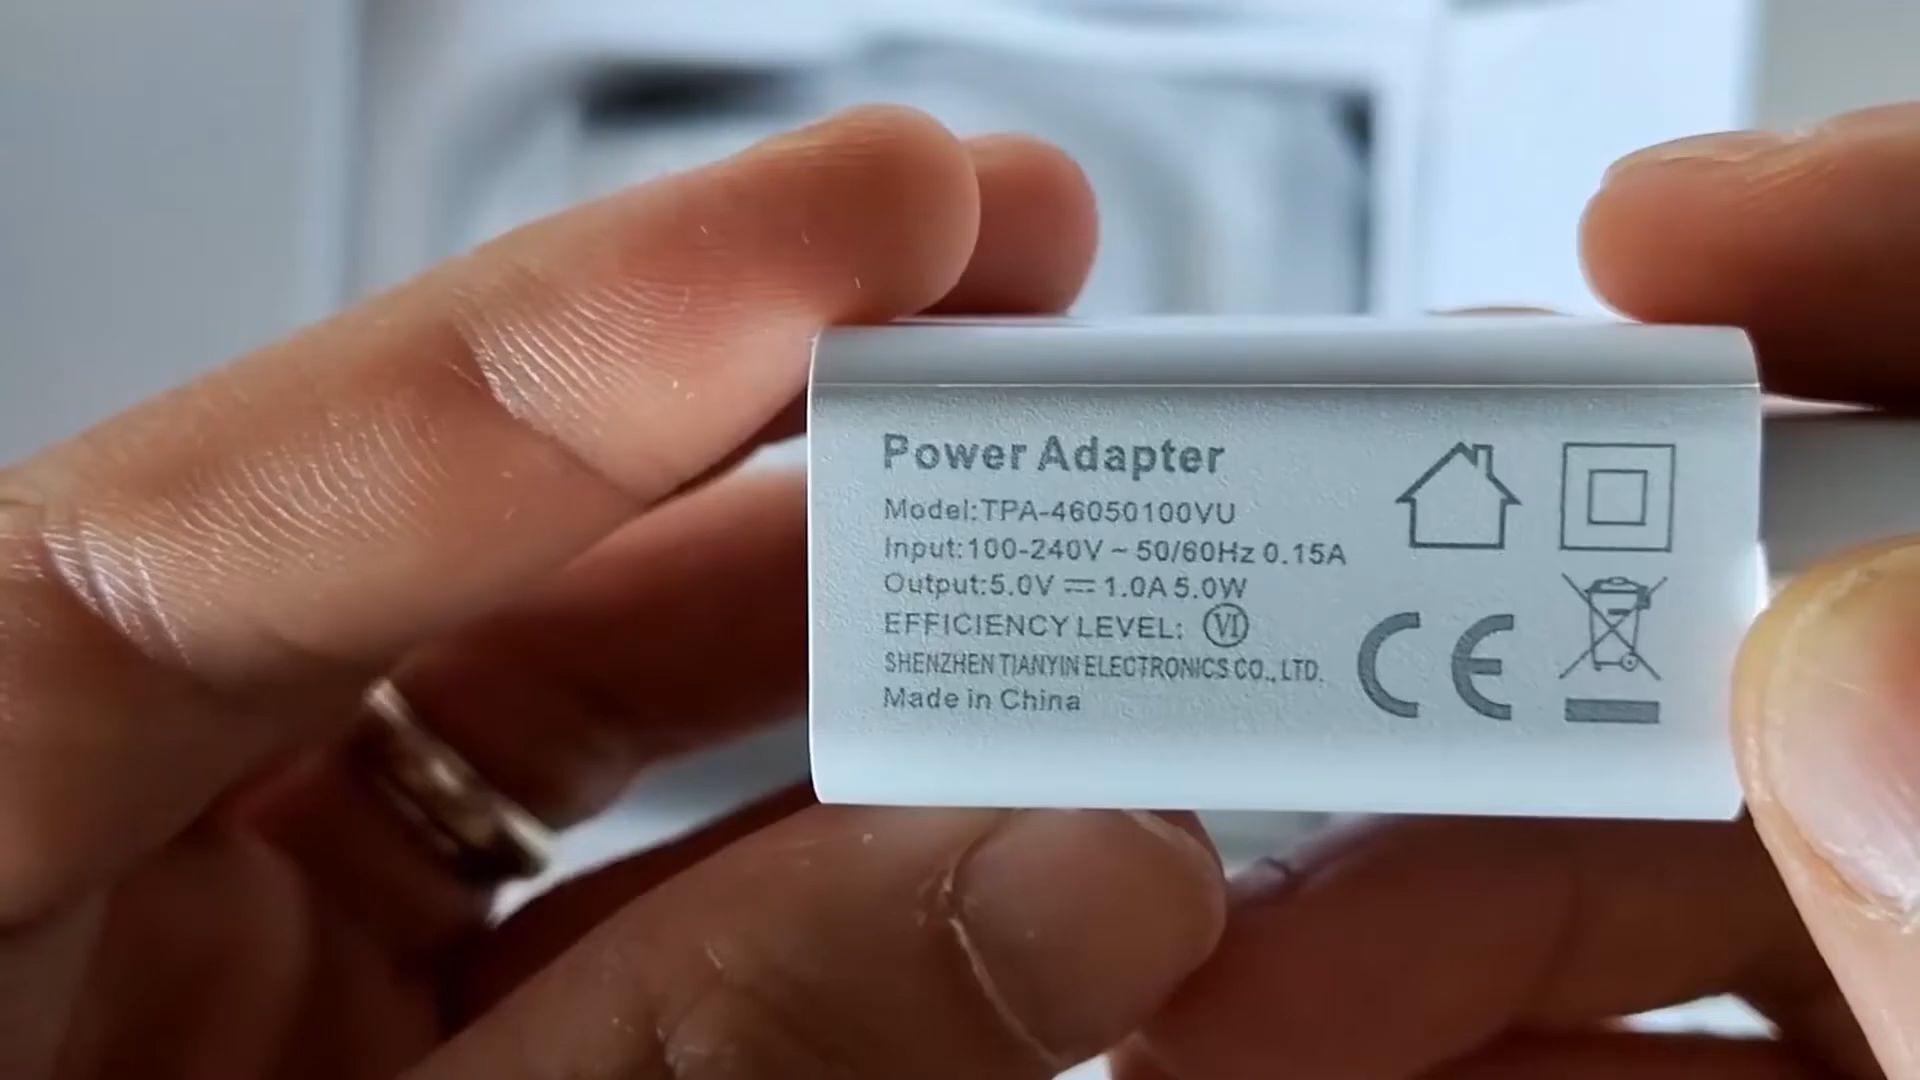 Power Adapter
Model:TPA-46050100VU
Input:100-240V ~ 50/60Hz 0.15A
Output:5.0V ⎓ 1.0A 5.0W
EFFICIENCY LEVEL: Ⅵ
SHENZHEN TIANYIN ELECTRONICS CO., LTD.
Made in China
CE